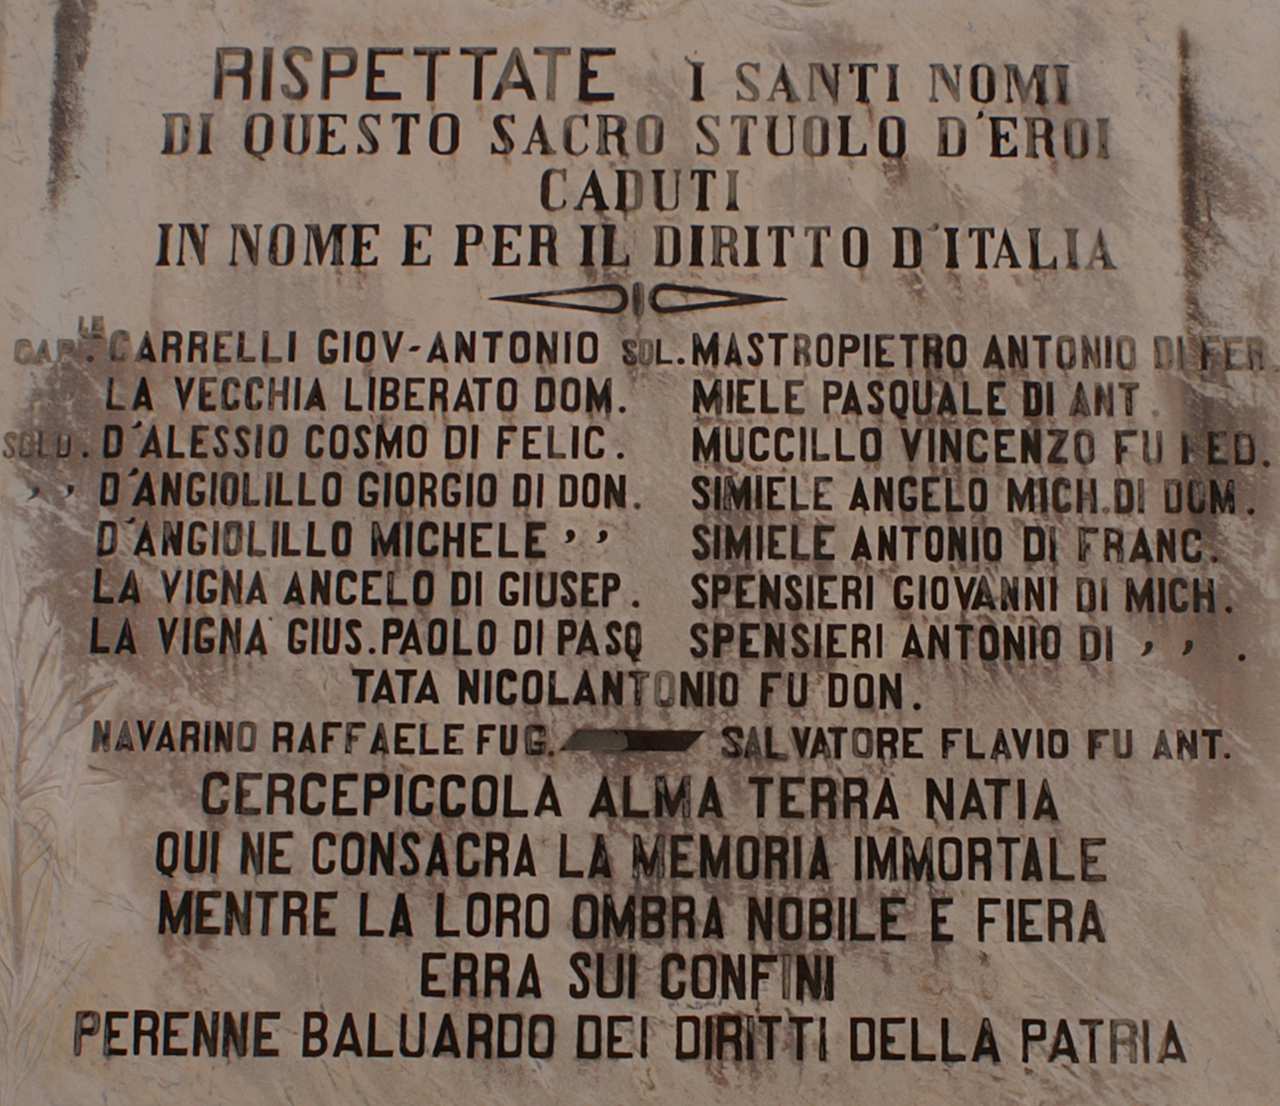 RISPETTATE I SANTI NOMI
DI QUESTO SACRO STUOLO D'EROI
CADUTI
IN NOME E PER IL DIRITTO D'ITALIA
CAP.LE CARRELLI GIOV-ANTONIO SOL. MASTROPIETRO ANTONIO DI FER.
LA VECCHIA LIBERATO DOM. MIELE PASQUALE DI ANT.
SOLD. D'ALESSIO COSMO DI FELIC. MUCCILLO VINCENZO FU FED.
,, D'ANGIOLILLO GIORGIO DI DON. SIMIELE ANGELO MICH. DI DOM.
D'ANGIOLILLO MICHELE ,, SIMIELE ANTONIO DI FRANC.
LA VIGNA ANCELO DI GIUSEP. SPENSIERI GIOVANNI DI MICH.
LA VIGNA GIUS. PAOLO DI PASQ SPENSIERI ANTONIO DI ,, .
TATA NICOLANTONIO FU DON.
NAVARINO RAFFAELE FU G. SALVATORE FLAVIO FU ANT.
CERCEPICCOLA ALMA TERRA NATIA
QUI NE CONSACRA LA MEMORIA IMMORTALE
MENTRE LA LORO OMBRA NOBILE E FIERA
ERRA SUI CONFINI
PERENNE BALUARDO DEI DIRITTI DELLA PATRIA